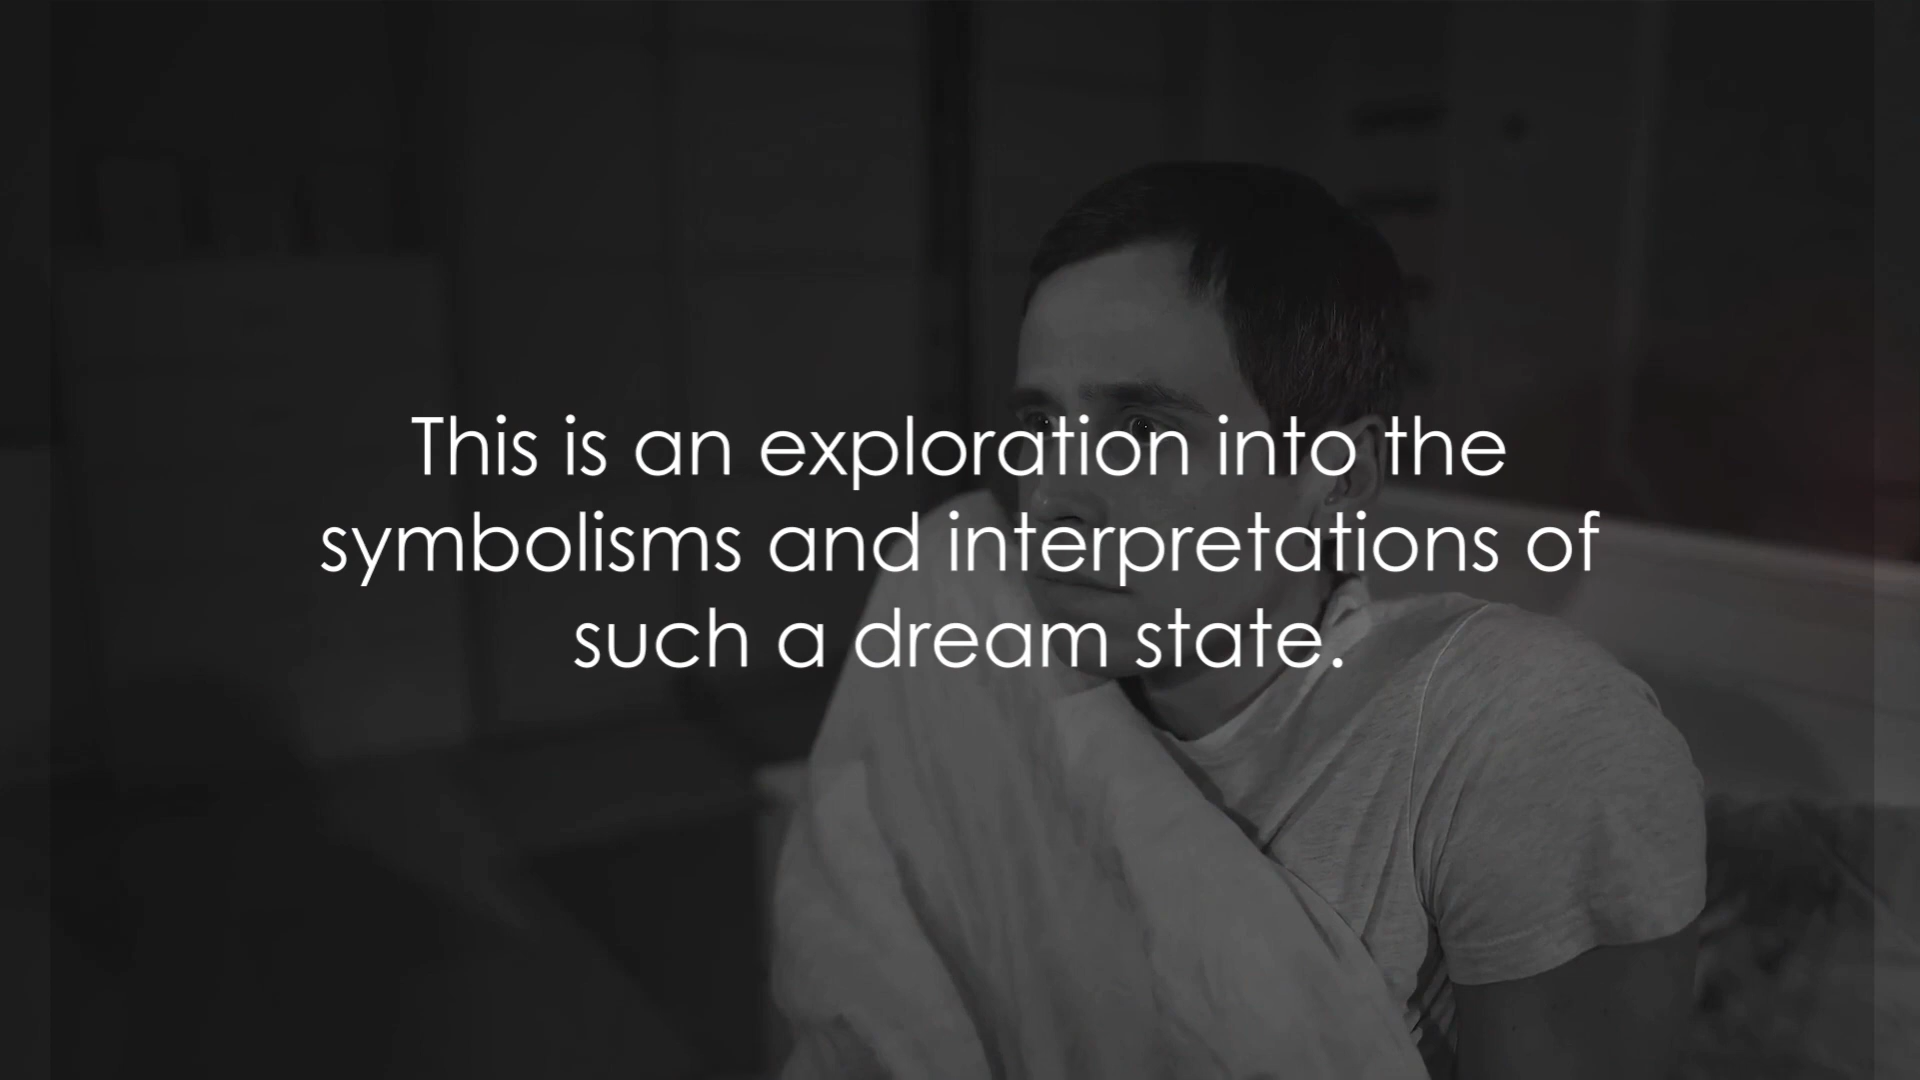 This is an exploration into the
symbolisms and interpretations of
such a dream state.